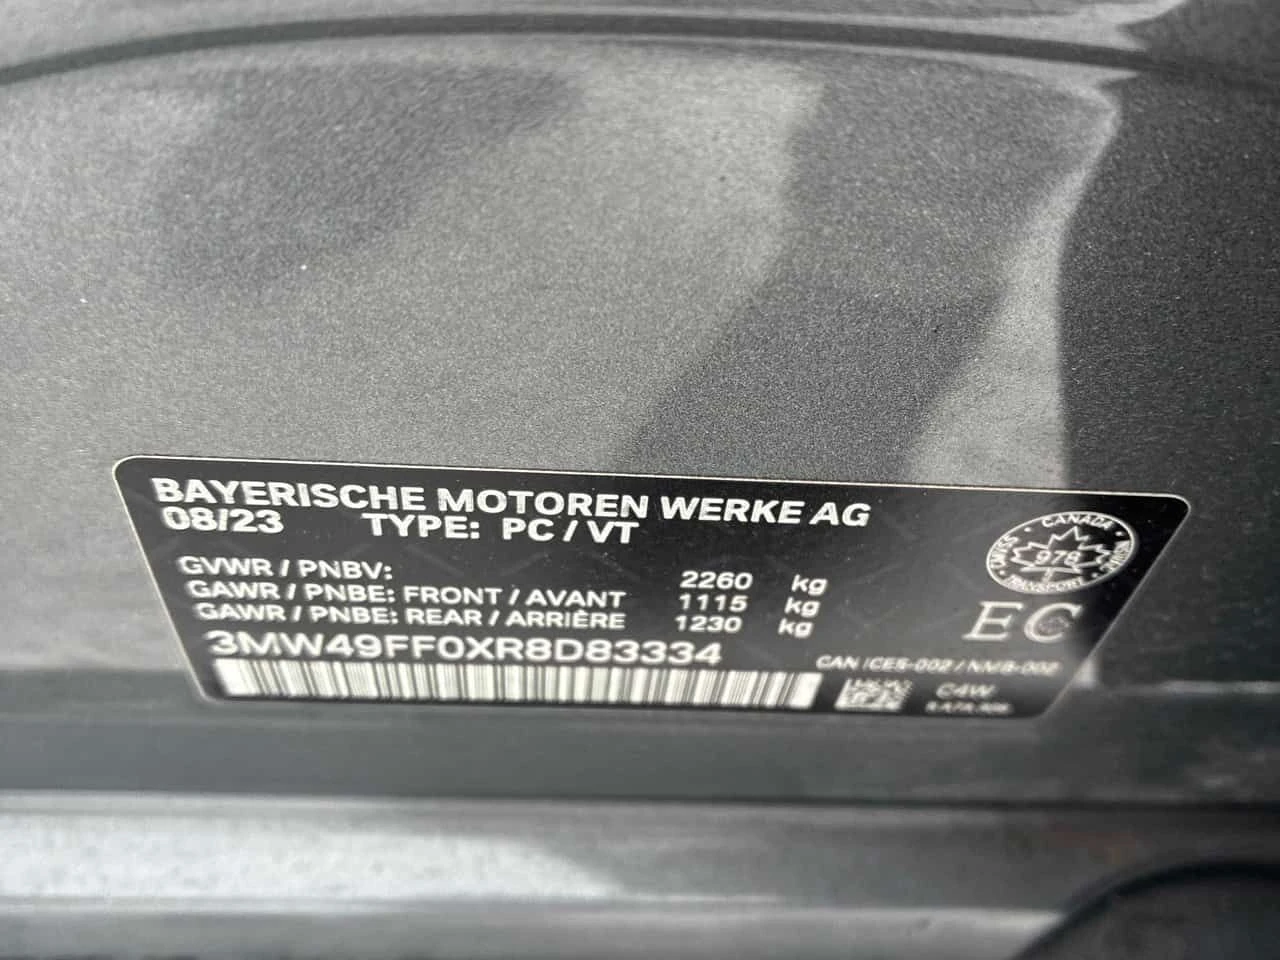 BAYERISCHE MOTOREN WERKE AG
08/23 TYPE: PC / VT
GVWR / PNBV: 2260 kg
GAWR / PNBE: FRONT / AVANT 1115 kg
GAWR / PNBE: REAR / ARRIÈRE 1230 kg
3MW49FF0XR8D83334
CANADA
978
TRANSPORT
EC
CAN ICES-002 / NMB-002
C4W